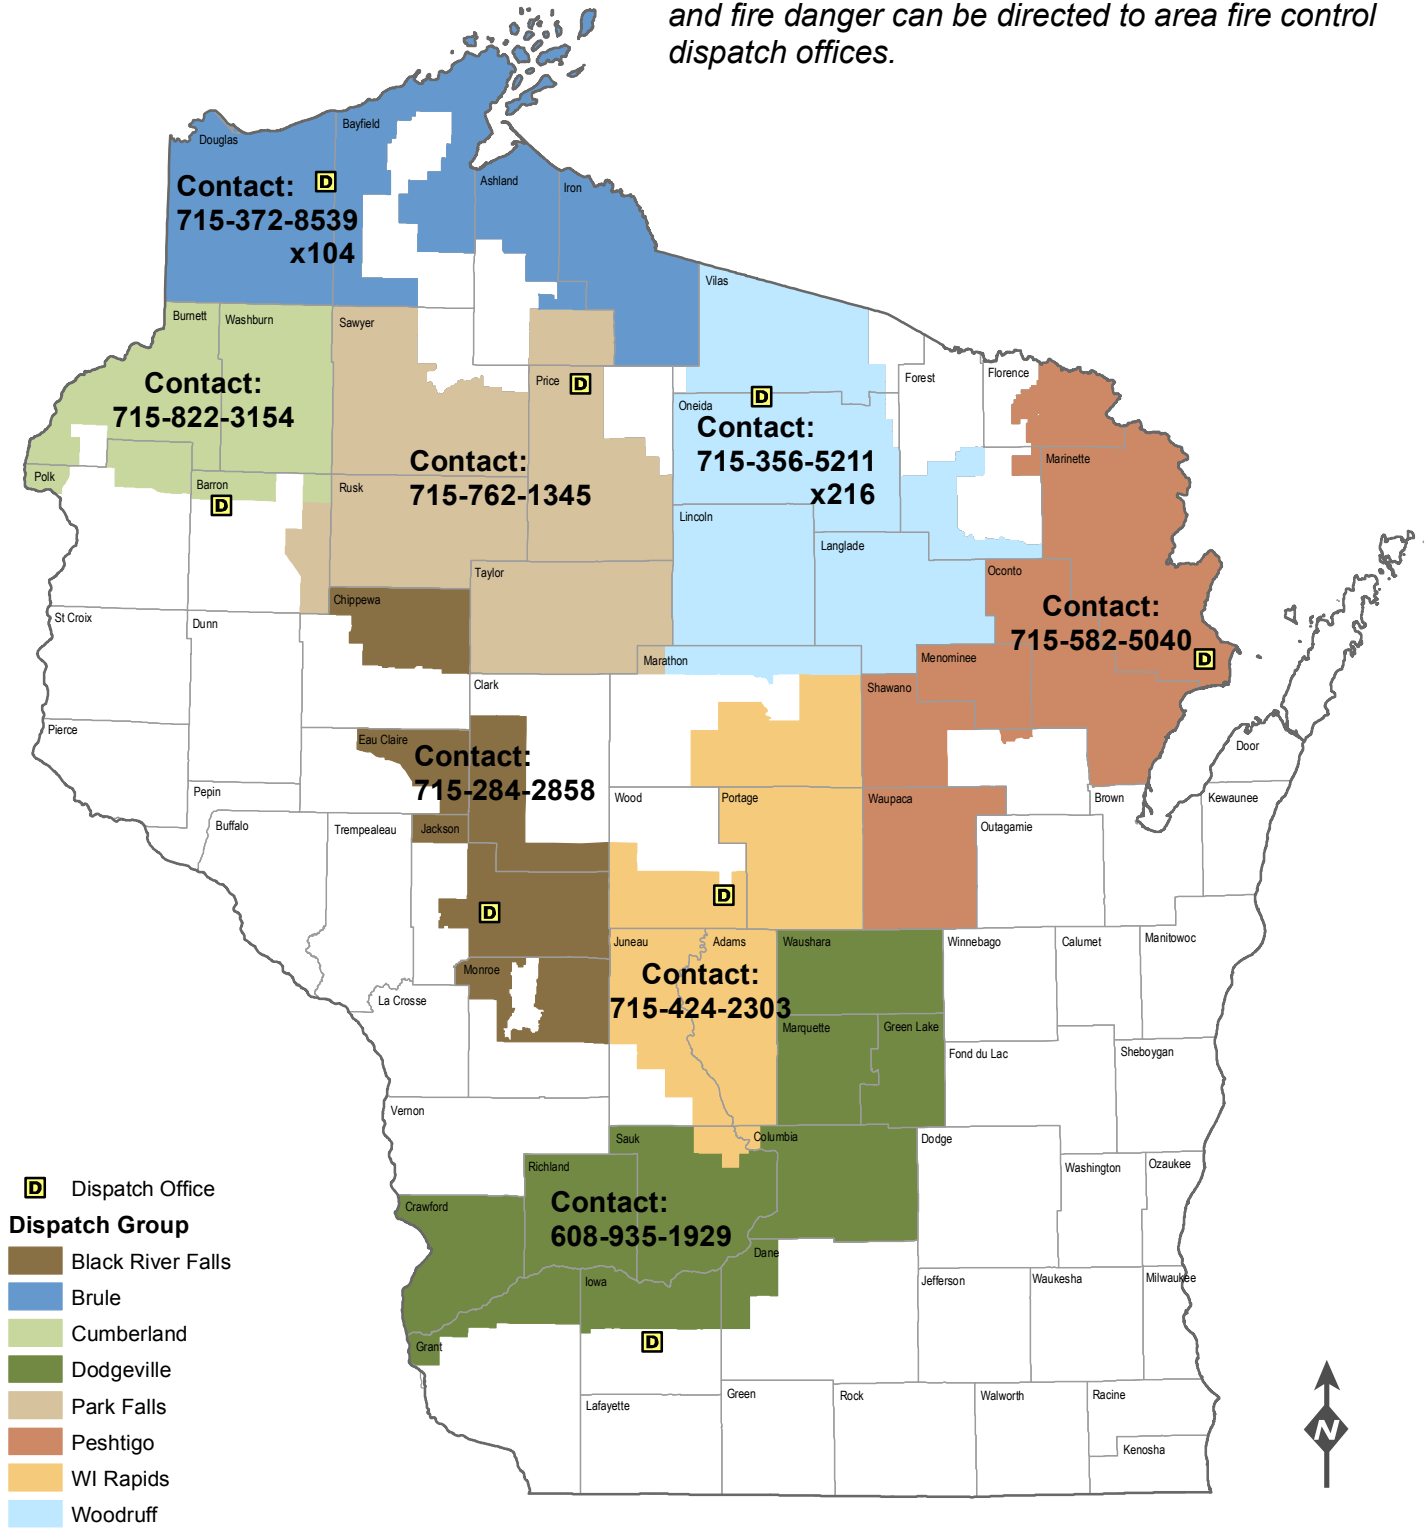 and fire danger can be directed to area fire control
dispatch offices.
Douglas
Bayfield
Ashland
Iron
D
Contact:
715-372-8539
x104
Vilas
Burnett
Washburn
Sawyer
Price
D
Forest
Florence
Contact:
715-822-3154
Oneida
D
Contact:
715-356-5211
x216
Contact:
715-762-1345
Marinette
Polk
Barron
D
Rusk
Lincoln
Langlade
Taylor
Oconto
Chippewa
Contact:
715-582-5040
D
St Croix
Dunn
Marathon
Menominee
Clark
Shawano
Pierce
Eau Claire
Contact:
715-284-2858
Door
Pepin
Wood
Portage
Waupaca
Brown
Kewaunee
Buffalo
Trempealeau
Jackson
Outagamie
D
D
Juneau
Adams
Waushara
Winnebago
Calumet
Manitowoc
Monroe
Contact:
715-424-2303
La Crosse
Marquette
Green Lake
Fond du Lac
Sheboygan
Vernon
Sauk
Columbia
Dodge
Richland
Washington
Ozaukee
Crawford
Contact:
608-935-1929
Dane
Iowa
Jefferson
Waukesha
Milwaukee
Grant
D
Lafayette
Green
Rock
Walworth
Racine
Kenosha
D Dispatch Office
Dispatch Group
Black River Falls
Brule
Cumberland
Dodgeville
Park Falls
Peshtigo
WI Rapids
Woodruff
N